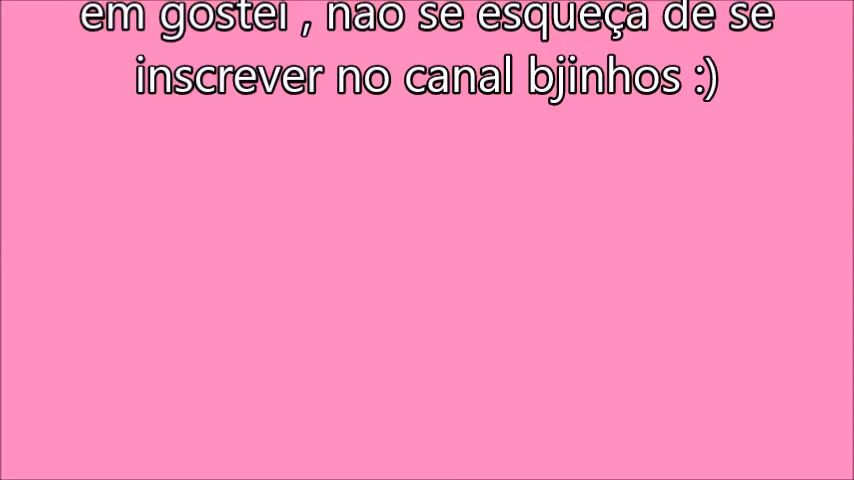 em gostei , não se esqueça de se
inscrever no canal bjinhos :)